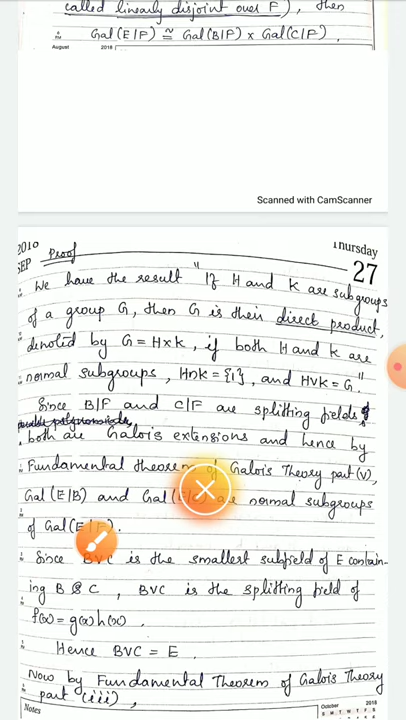 called linearly disjoint over F), then
Gal(E|F) ≅ Gal(B|F) × Gal(C|F).
PM
August 2018
Scanned with CamScanner
2018 Proof Thursday
SEP 27
We have the result "If H and K are subgroups
of a group G, then G is their direct product,
denoted by G = H×K, if both H and K are
normal subgroups, H∩K = {1}, and H∨K = G."
Since B|F and C|F are splitting fields of
both are Galois extensions and hence by
Fundamental theorem of Galois Theory part (v),
Gal(E|B) and Gal(E|C) are normal subgroups
of Gal(E|F).
Since B∨C is the smallest subfield of E contain-
ing B & C, B∨C is the splitting field of
f(x) = g(x)h(x).
Hence B∨C = E
Now by Fundamental Theorem of Galois Theory
part (iii),
Notes October 2018
S M T W T F S